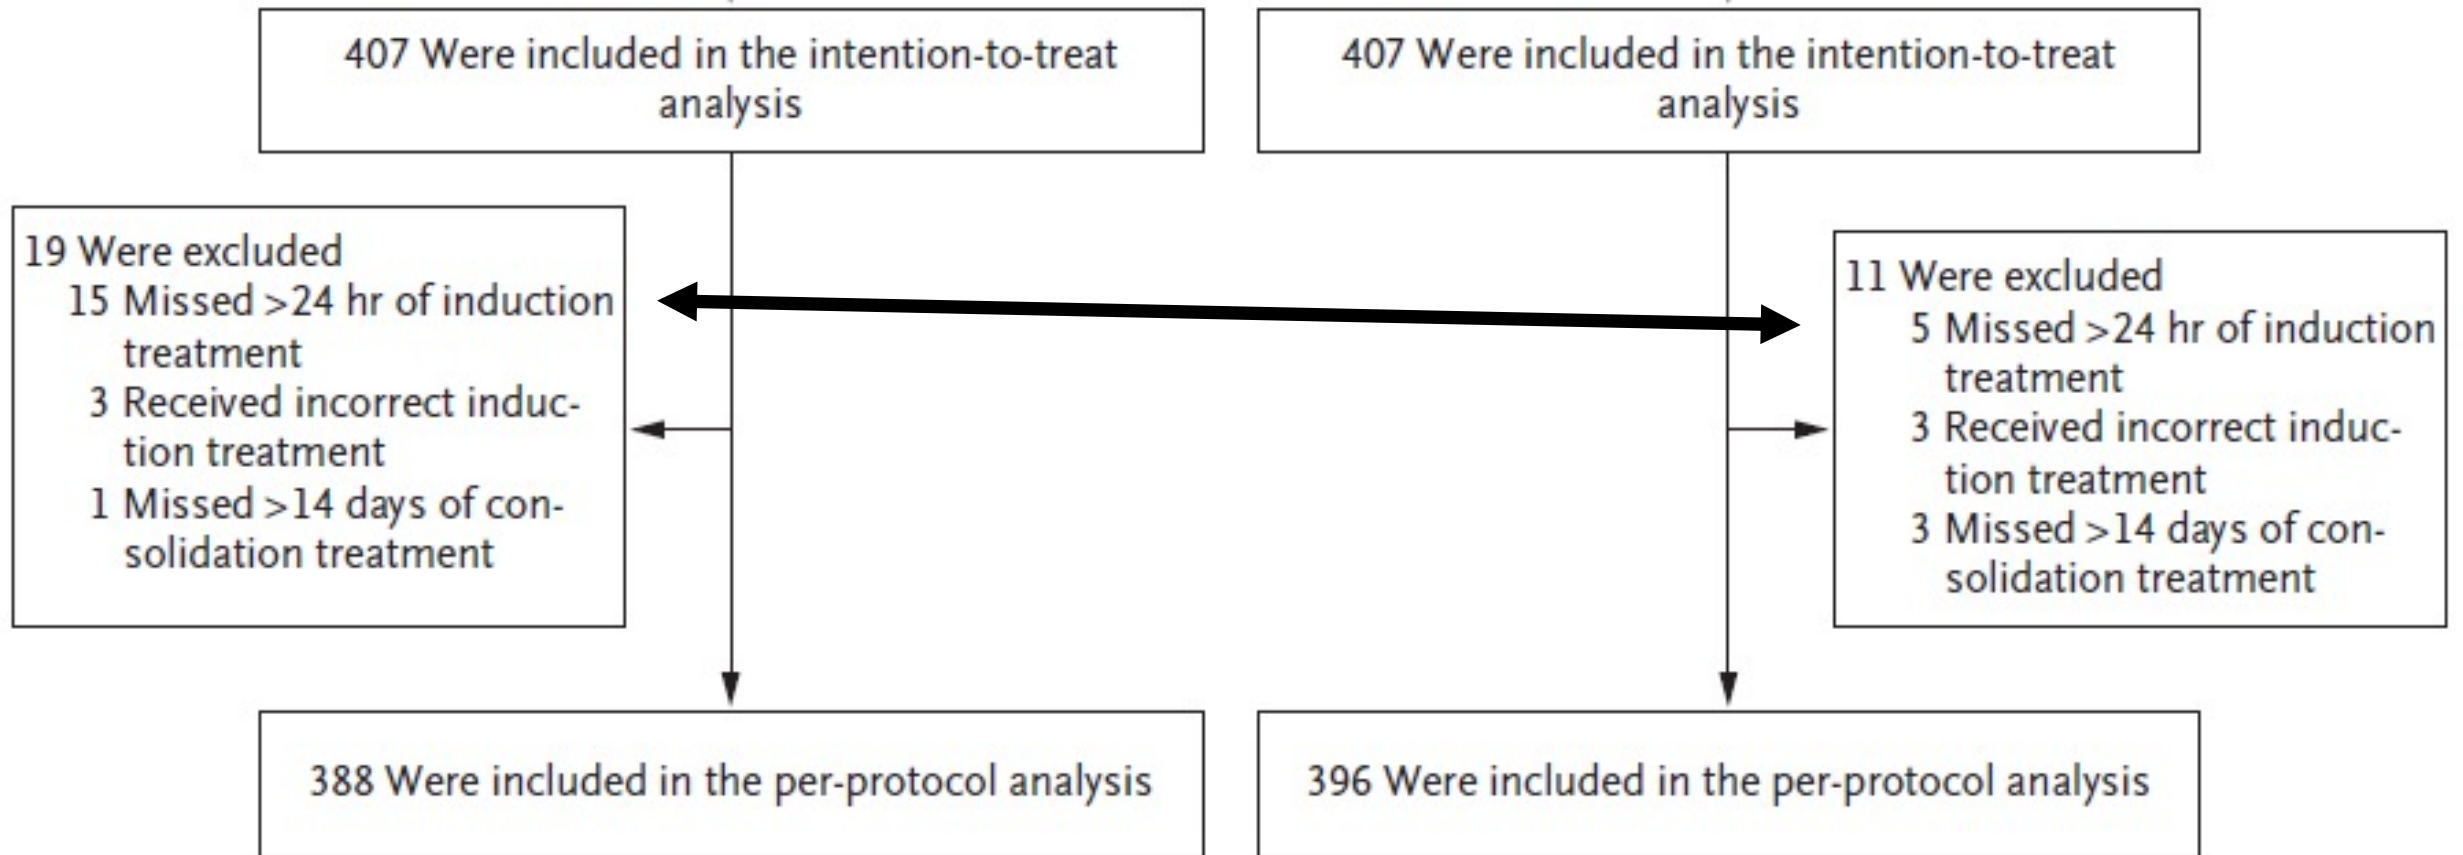 407 Were included in the intention-to-treat
analysis
407 Were included in the intention-to-treat
analysis
19 Were excluded
15 Missed >24 hr of induction
treatment
3 Received incorrect induc-
tion treatment
1 Missed >14 days of con-
solidation treatment
11 Were excluded
5 Missed >24 hr of induction
treatment
3 Received incorrect induc-
tion treatment
3 Missed >14 days of con-
solidation treatment
388 Were included in the per-protocol analysis
396 Were included in the per-protocol analysis